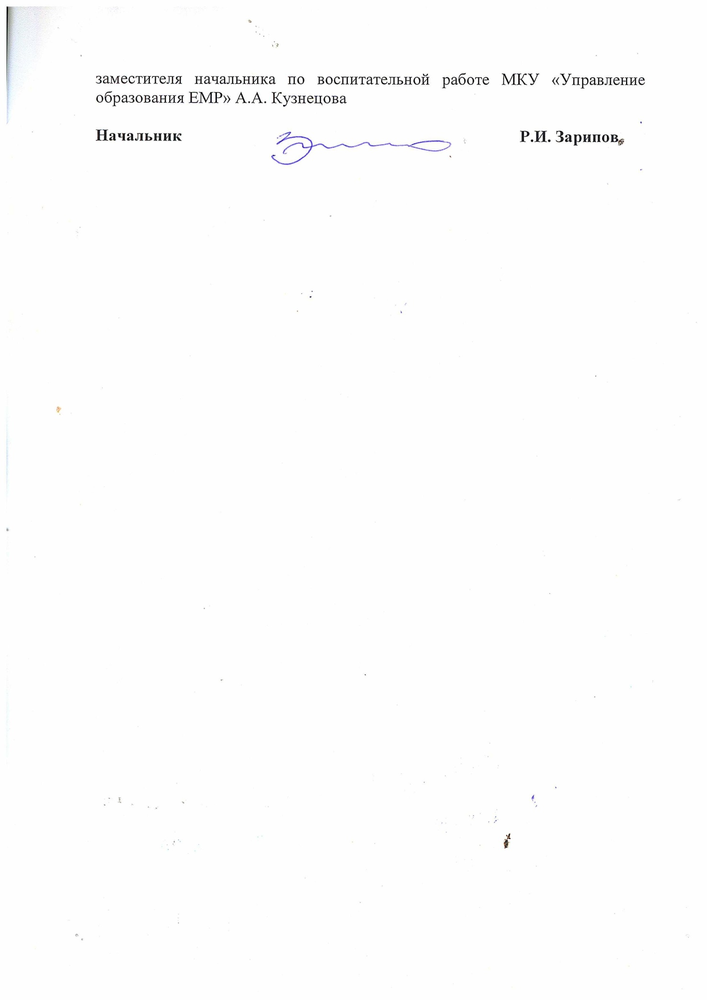 заместителя начальника по воспитательной работе МКУ «Управление
образования ЕМР» А.А. Кузнецова
Начальник Р.И. Зарипов